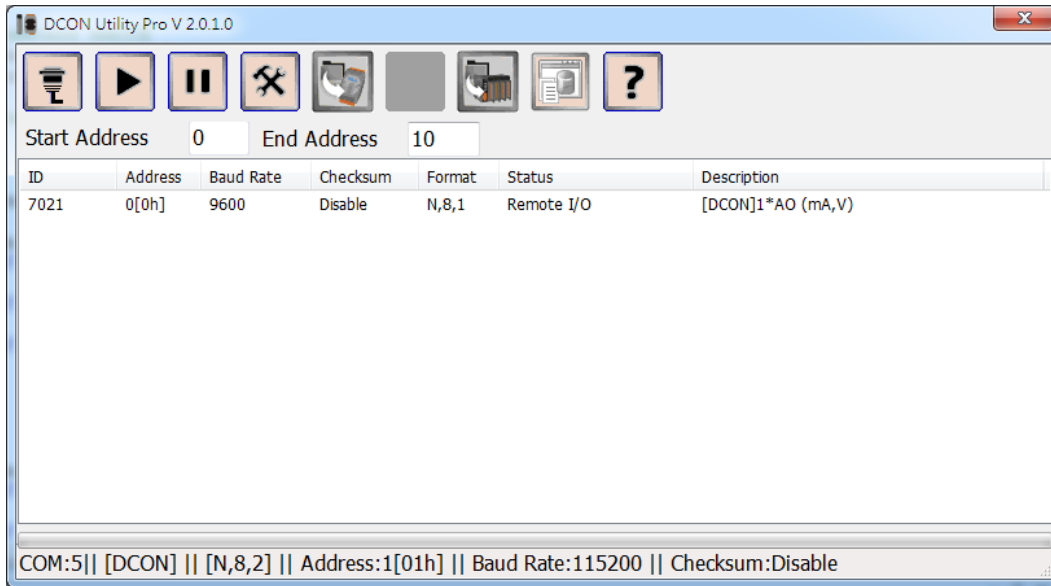 DCON Utility Pro V 2.0.1.0
x
?
Start Address 0 End Address 10
ID Address Baud Rate Checksum Format Status Description
7021 0[0h] 9600 Disable N,8,1 Remote I/O [DCON]1*AO (mA,V)
COM:5|| [DCON] || [N,8,2] || Address:1[01h] || Baud Rate:115200 || Checksum:Disable